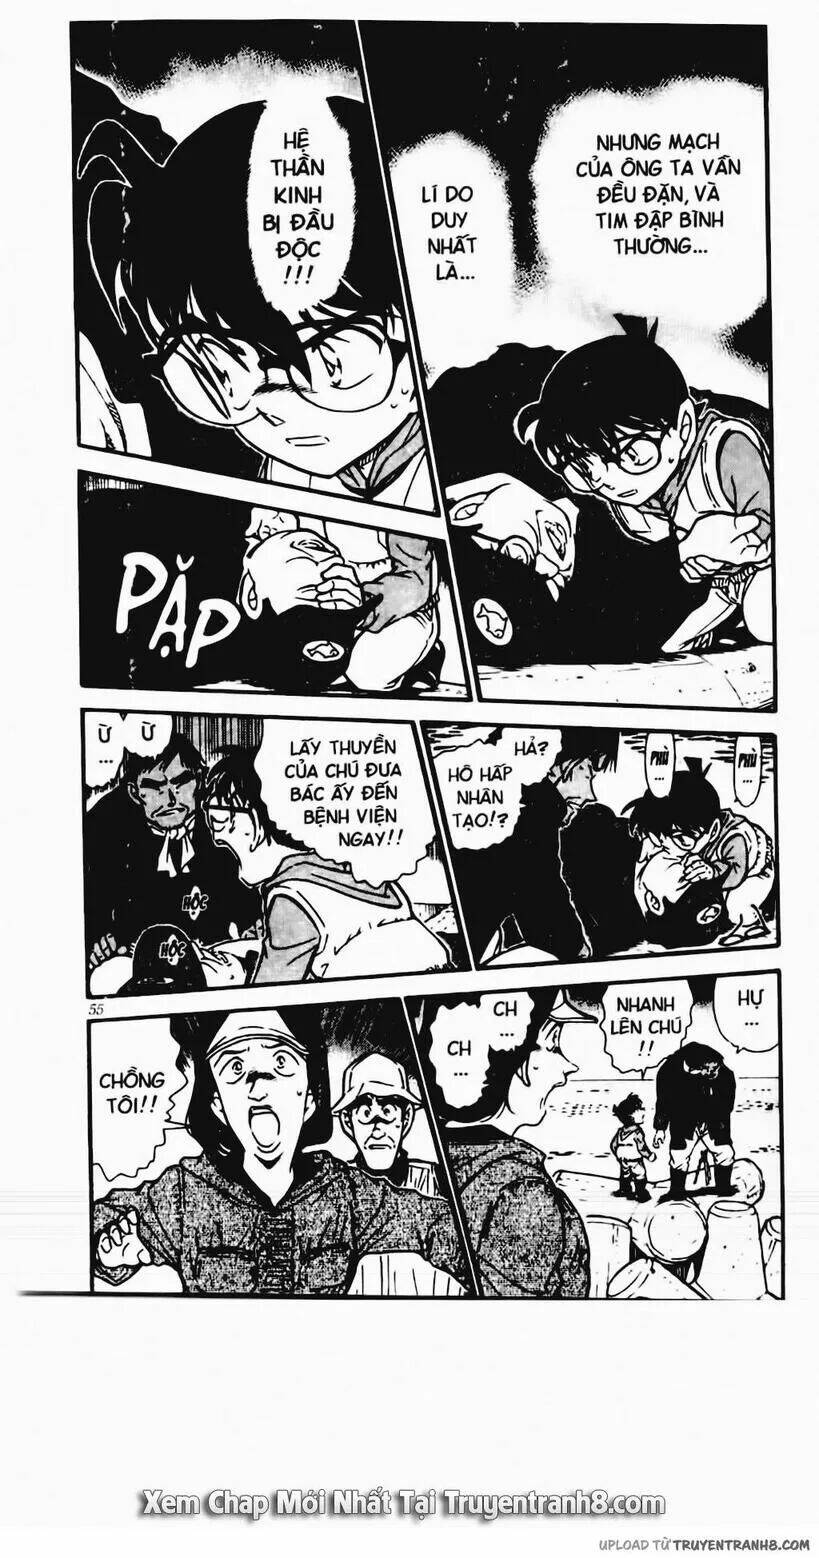 NHƯNG MẠCH
CỦA ÔNG TA VẪN
ĐỀU ĐẶN, VÀ
TIM ĐẬP BÌNH
THƯỜNG...
LÍ DO
DUY
NHẤT
LÀ...
HỆ
THẦN
KINH
BỊ ĐẦU
ĐỘC
!!!
PẶP
PHÙ
...
PHÙ
...
HẢ?
HÔ HẤP
NHÂN
TẠO!?
LẤY THUYỀN
CỦA CHÚ ĐƯA
BÁC ẤY ĐẾN
BỆNH VIỆN
NGAY!!
Ừ
...
Ừ
...
HỘC
HỘC
55
HỰ
...
NHANH
LÊN CHÚ
!!
CH
...
CH
...
CHỒNG
TÔI!!
Xem Chap Mới Nhất Tại Truyentranh8.com
UPLOAD TỪ TRUYENTRANH8.COM